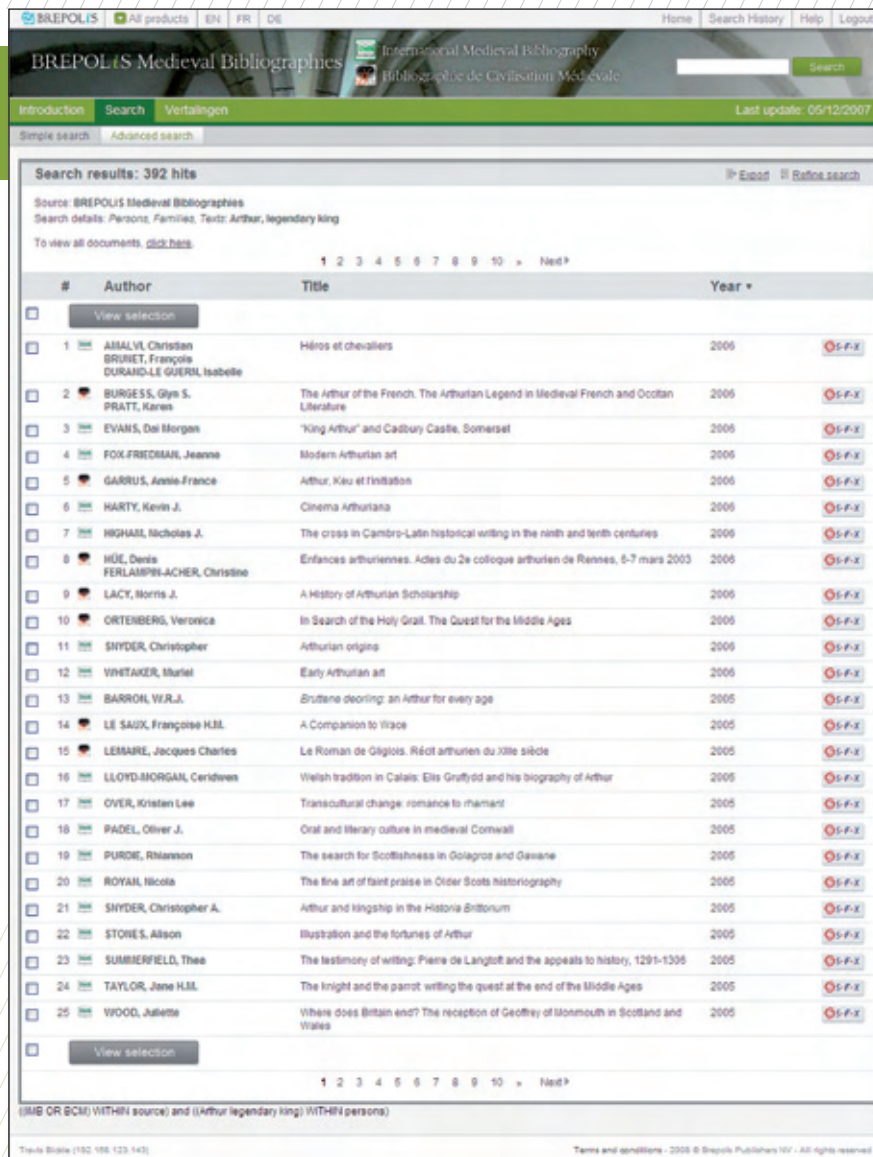 BREPOLiS All products EN FR DE Home Search History Help Logout
BREPOLiS Medieval Bibliographies
International Medieval Bibliography
Bibliographie de Civilisation Médiévale
Search
Introduction Search Vertalingen Last update: 05/12/2007
Simple search Advanced search
Search results: 392 hits Export Refine search
Source: BREPOLiS Medieval Bibliographies
Search details: Persons, Families, Texts: Arthur, legendary king
To view all documents, click here.
1 2 3 4 5 6 7 8 9 10 » Next
# Author Title Year
View selection
1 AMALVI, Christian Héros et chevaliers 2006 S-F-X
BRUNET, François
DURAND-LE GUERN, Isabelle
2 BURGESS, Glyn S. The Arthur of the French. The Arthurian Legend in Medieval French and Occitan 2006 S-F-X
PRATT, Karen Literature
3 EVANS, Dai Morgan "King Arthur" and Cadbury Castle, Somerset 2006 S-F-X
4 FOX-FRIEDMAN, Jeanne Modern Arthurian art 2006 S-F-X
5 GARRUS, Annie-France Arthur, Keu et l'initiation 2006 S-F-X
6 HARTY, Kevin J. Cinema Arthuriana 2006 S-F-X
7 HIGHAM, Nicholas J. The cross in Cambro-Latin historical writing in the ninth and tenth centuries 2006 S-F-X
8 HÜE, Denis Enfances arthuriennes. Actes du 2e colloque arthurien de Rennes, 6-7 mars 2003 2006 S-F-X
FERLAMPIN-ACHER, Christine
9 LACY, Norris J. A History of Arthurian Scholarship 2006 S-F-X
10 ORTENBERG, Veronica In Search of the Holy Grail. The Quest for the Middle Ages 2006 S-F-X
11 SNYDER, Christopher Arthurian origins 2006 S-F-X
12 WHITAKER, Muriel Early Arthurian art 2006 S-F-X
13 BARRON, W.R.J. Bruttene deorling: an Arthur for every age 2005 S-F-X
14 LE SAUX, Françoise H.M. A Companion to Wace 2005 S-F-X
15 LEMAIRE, Jacques Charles Le Roman de Gliglois. Récit arthurien du XIIIe siècle 2005 S-F-X
16 LLOYD-MORGAN, Ceridwen Welsh tradition in Calais: Elis Gruffydd and his biography of Arthur 2005 S-F-X
17 OVER, Kristen Lee Transcultural change: romance to rhamant 2005 S-F-X
18 PADEL, Oliver J. Oral and literary culture in medieval Cornwall 2005 S-F-X
19 PURDIE, Rhiannon The search for Scottishness in Golagros and Gawane 2005 S-F-X
20 ROYAN, Nicola The fine art of faint praise in Older Scots historiography 2005 S-F-X
21 SNYDER, Christopher A. Arthur and kingship in the Historia Brittonum 2005 S-F-X
22 STONES, Alison Illustration and the fortunes of Arthur 2005 S-F-X
23 SUMMERFIELD, Thea The testimony of writing: Pierre de Langtoft and the appeals to history, 1291-1306 2005 S-F-X
24 TAYLOR, Jane H.M. The knight and the parrot: writing the quest at the end of the Middle Ages 2005 S-F-X
25 WOOD, Juliette Where does Britain end? The reception of Geoffrey of Monmouth in Scotland and 2005 S-F-X
Wales
View selection
1 2 3 4 5 6 7 8 9 10 » Next
((IMB OR BCM) WITHIN source) and ((Arthur legendary king) WITHIN persons)
Travis Bickle (192.168.123.143) Terms and conditions - 2006 © Brepols Publishers NV - All rights reserved